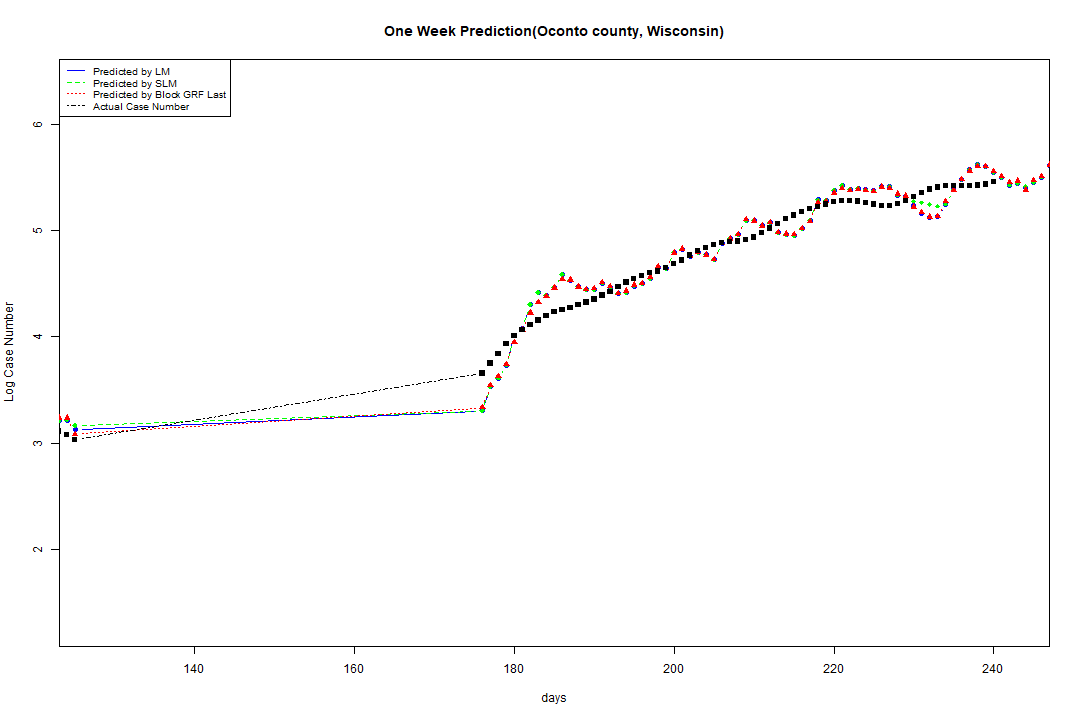 One Week Prediction(Oconto county, Wisconsin)
Predicted by LM
Predicted by SLM
Predicted by Block GRF Last
Actual Case Number
Log Case Number
6
5
4
3
2
140 160 180 200 220 240
days